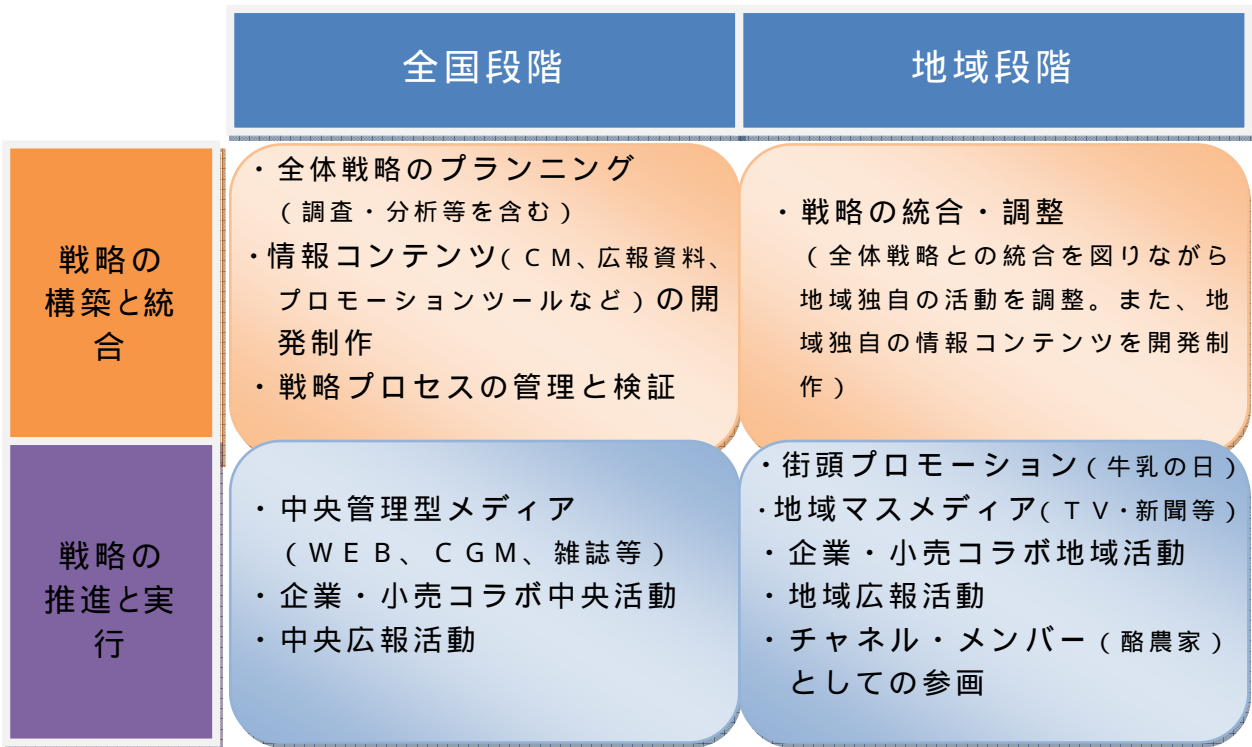 全国段階
地域段階
戦略の
構築と統
合
・全体戦略のプランニング
（調査・分析等を含む）
・情報コンテンツ（ＣＭ、広報資料、
プロモーションツールなど）の開
発制作
・戦略プロセスの管理と検証
・戦略の統合・調整
（全体戦略との統合を図りながら
地域独自の活動を調整。また、地
域独自の情報コンテンツを開発制
作）
戦略の
推進と実
行
・中央管理型メディア
（ＷＥＢ、ＣＧＭ、雑誌等）
・企業・小売コラボ中央活動
・中央広報活動
・街頭プロモーション（牛乳の日）
・地域マスメディア（ＴＶ・新聞等）
・企業・小売コラボ地域活動
・地域広報活動
・チャネル・メンバー（酪農家）
としての参画